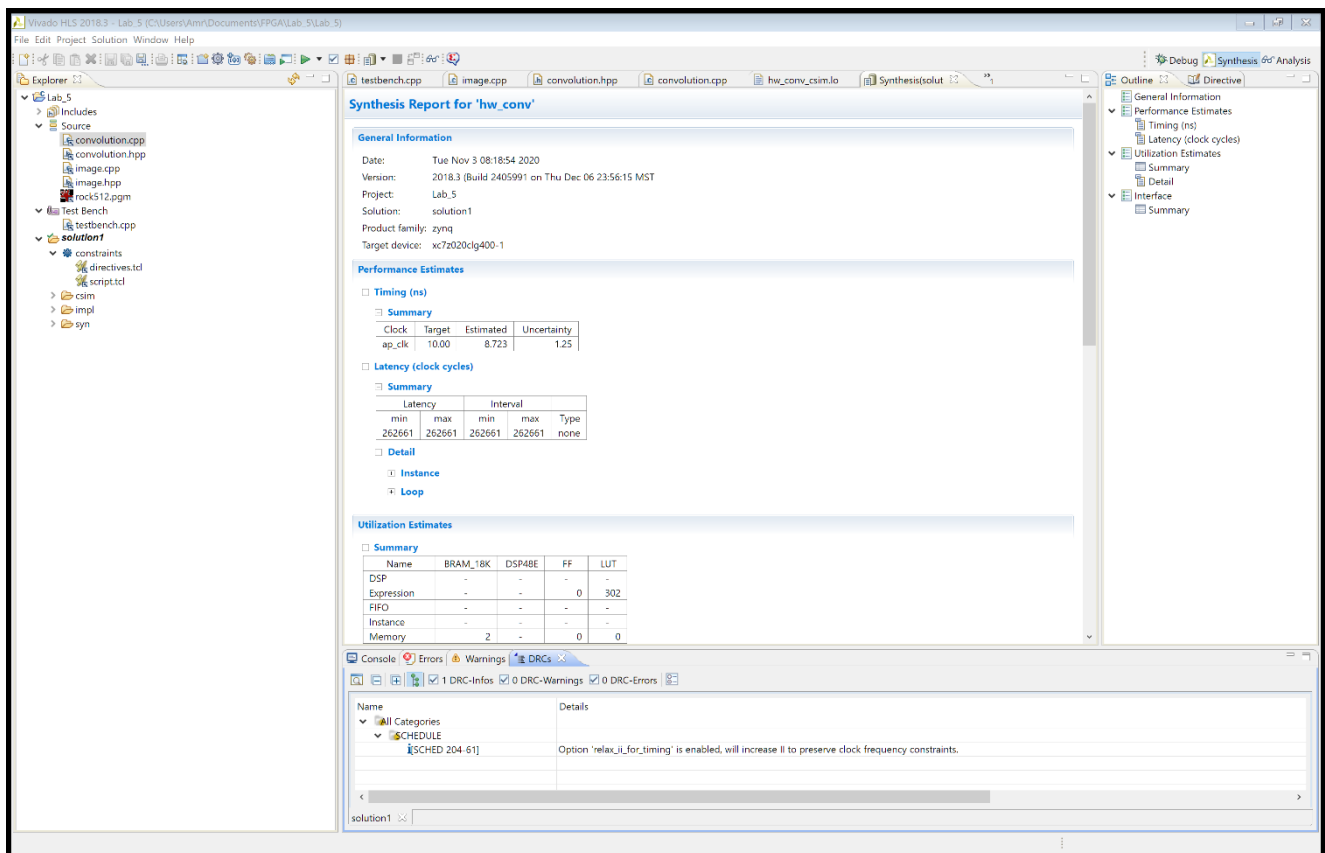 Vivado HLS 2018.3 - Lab_5 (C:\Users\Amr\Documents\FPGA\Lab_5\Lab_5)
File Edit Project Solution Window Help
Debug Synthesis Analysis
Explorer
Lab_5
Includes
Source
convolution.cpp
convolution.hpp
image.cpp
image.hpp
rock512.pgm
Test Bench
testbench.cpp
solution1
constraints
directives.tcl
script.tcl
csim
impl
syn
testbench.cpp image.cpp convolution.hpp convolution.cpp hw_conv_csim.lo Synthesis(solut »1
Synthesis Report for 'hw_conv'
General Information
Date: Tue Nov 3 08:18:54 2020
Version: 2018.3 (Build 2405991 on Thu Dec 06 23:56:15 MST
Project: Lab_5
Solution: solution1
Product family: zynq
Target device: xc7z020clg400-1
Performance Estimates
Timing (ns)
Summary
Clock Target Estimated Uncertainty
ap_clk 10.00 8.723 1.25
Latency (clock cycles)
Summary
Latency Interval
min max min max Type
262661 262661 262661 262661 none
Detail
Instance
Loop
Utilization Estimates
Summary
Name BRAM_18K DSP48E FF LUT
DSP - - - -
Expression - - 0 302
FIFO - - - -
Instance - - - -
Memory 2 - 0 0
Outline Directive
General Information
Performance Estimates
Timing (ns)
Latency (clock cycles)
Utilization Estimates
Summary
Detail
Interface
Summary
Console Errors Warnings DRCs
1 DRC-Infos 0 DRC-Warnings 0 DRC-Errors
Name Details
All Categories
SCHEDULE
[SCHED 204-61] Option 'relax_ii_for_timing' is enabled, will increase II to preserve clock frequency constraints.
solution1